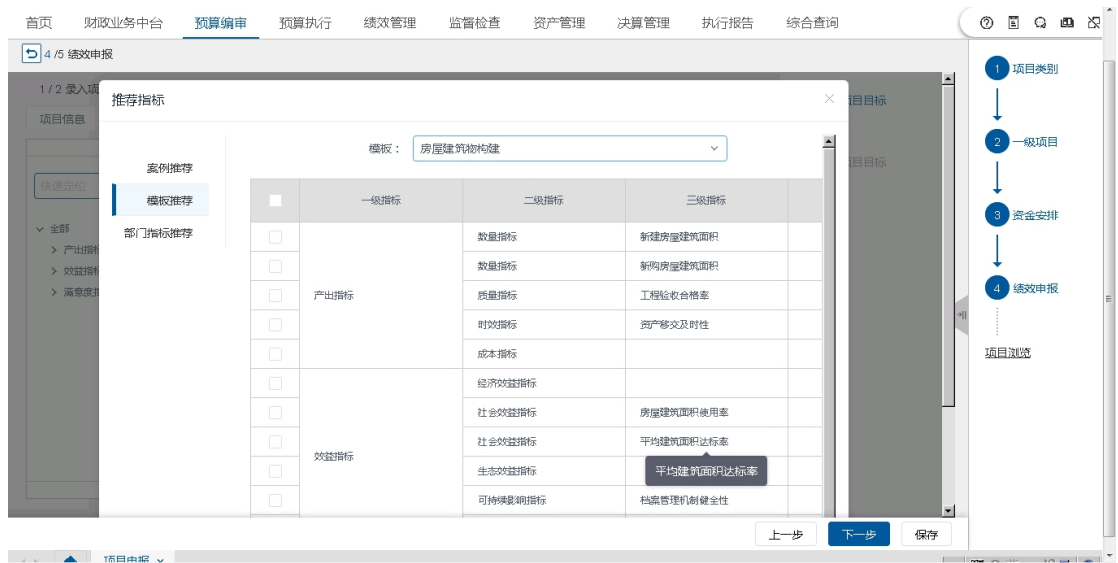 首页 财政业务中台 预算编审 预算执行 绩效管理 监督检查 资产管理 决算管理 执行报告 综合查询
4 /5 绩效申报
1 / 2 录入项
项目信息
快速定位
全部
产出指标
效益指标
满意度指
推荐指标
项目目标
项目目标
案例推荐
模板推荐
部门指标推荐
模板： 房屋建筑物构建
一级指标 二级指标 三级指标
数量指标 新建房屋建筑面积
数量指标 新购房屋建筑面积
产出指标 质量指标 工程验收合格率
时效指标 资产移交及时性
成本指标
经济效益指标
社会效益指标 房屋建筑面积使用率
社会效益指标 平均建筑面积达标率
效益指标
生态效益指标 平均建筑面积达标率
可持续影响指标 档案管理机制健全性
1 项目类别
2 一级项目
3 资金安排
4 绩效申报
项目浏览
上一步 下一步 保存
项目申报